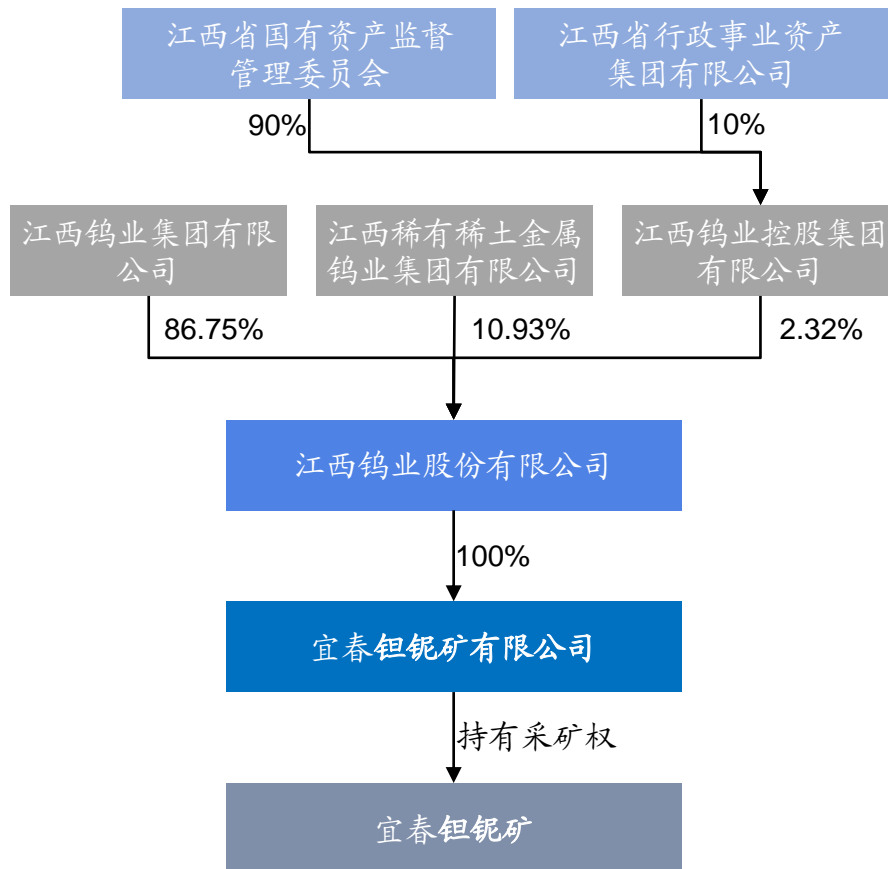 江西省国有资产监督
管理委员会
江西省行政事业资产
集团有限公司
90%
10%
江西钨业集团有限
公司
江西稀有稀土金属
钨业集团有限公司
江西钨业控股集团
有限公司
86.75%
10.93%
2.32%
江西钨业股份有限公司
100%
宜春钽铌矿有限公司
持有采矿权
宜春钽铌矿